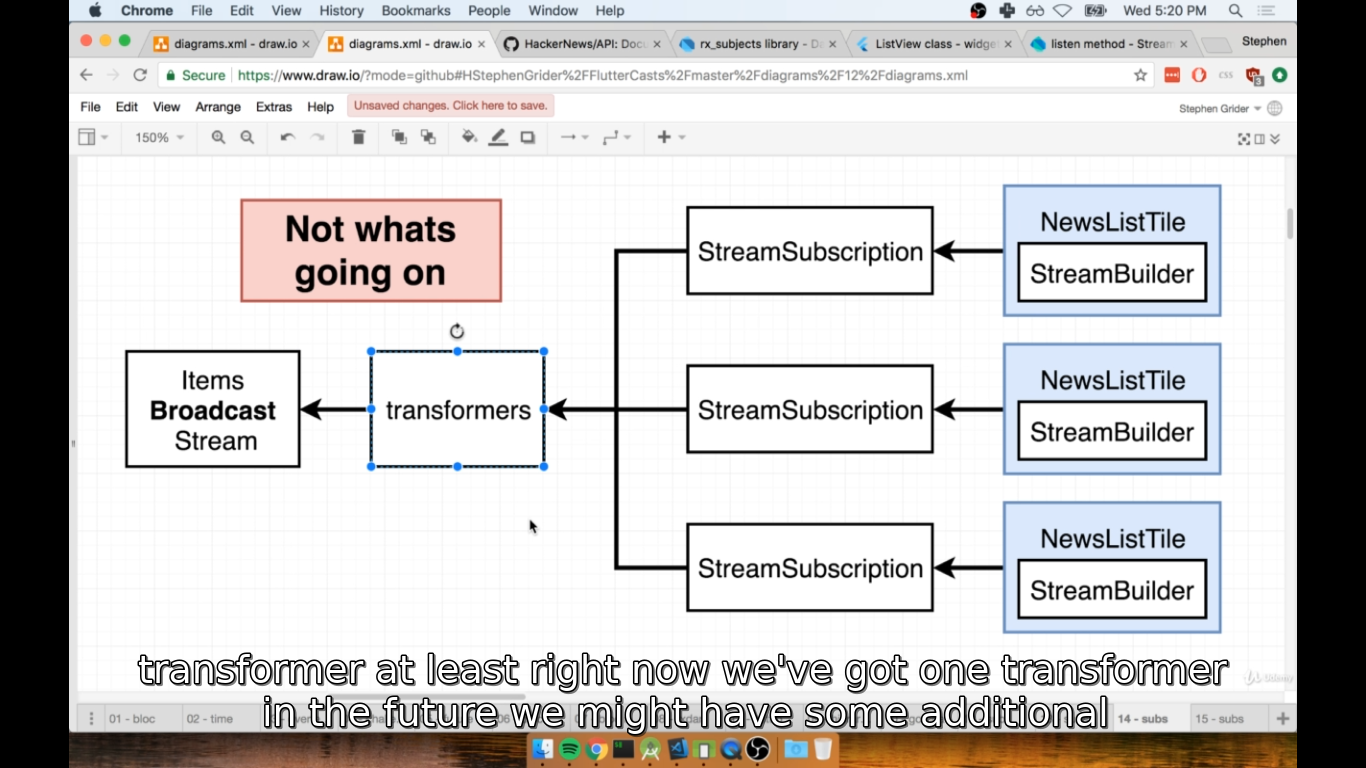 Chrome File Edit View History Bookmarks People Window Help
Wed 5:20 PM
diagrams.xml - draw.io
diagrams.xml - draw.io
HackerNews/API: Docu
rx_subjects library - Da
ListView class - widge
listen method - Stream
Stephen
Secure https://www.draw.io/?mode=github#HStephenGrider%2FFlutterCasts%2Fmaster%2Fdiagrams%2F12%2Fdiagrams.xml
File Edit View Arrange Extras Help
Unsaved changes. Click here to save.
Stephen Grider
150%
Not whats
going on
StreamSubscription
NewsListTile
StreamBuilder
Items
Broadcast
Stream
transformers
StreamSubscription
NewsListTile
StreamBuilder
StreamSubscription
NewsListTile
StreamBuilder
transformer at least right now we've got one transformer
in the future we might have some additional
Udemy
01 - bloc
02 - time
14 - subs
15 - subs